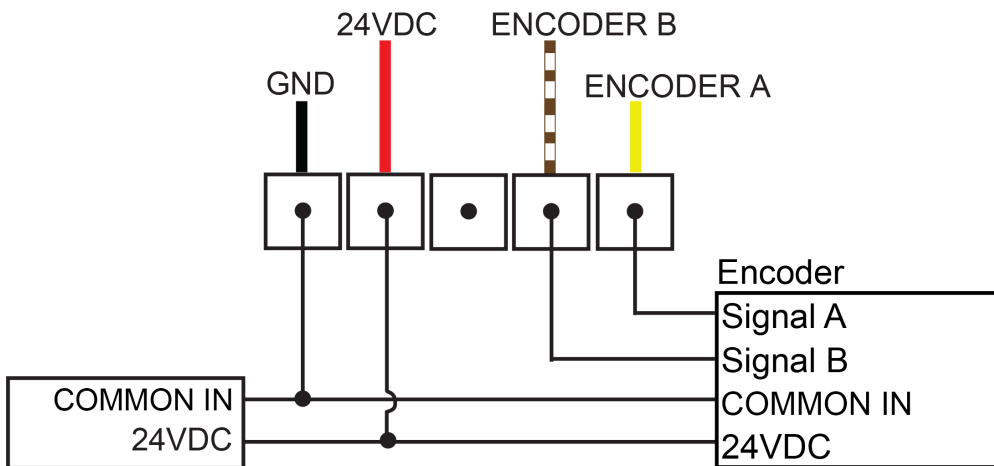 24VDC
ENCODER B
GND
ENCODER A
Encoder
Signal A
Signal B
COMMON IN
COMMON IN
24VDC
24VDC